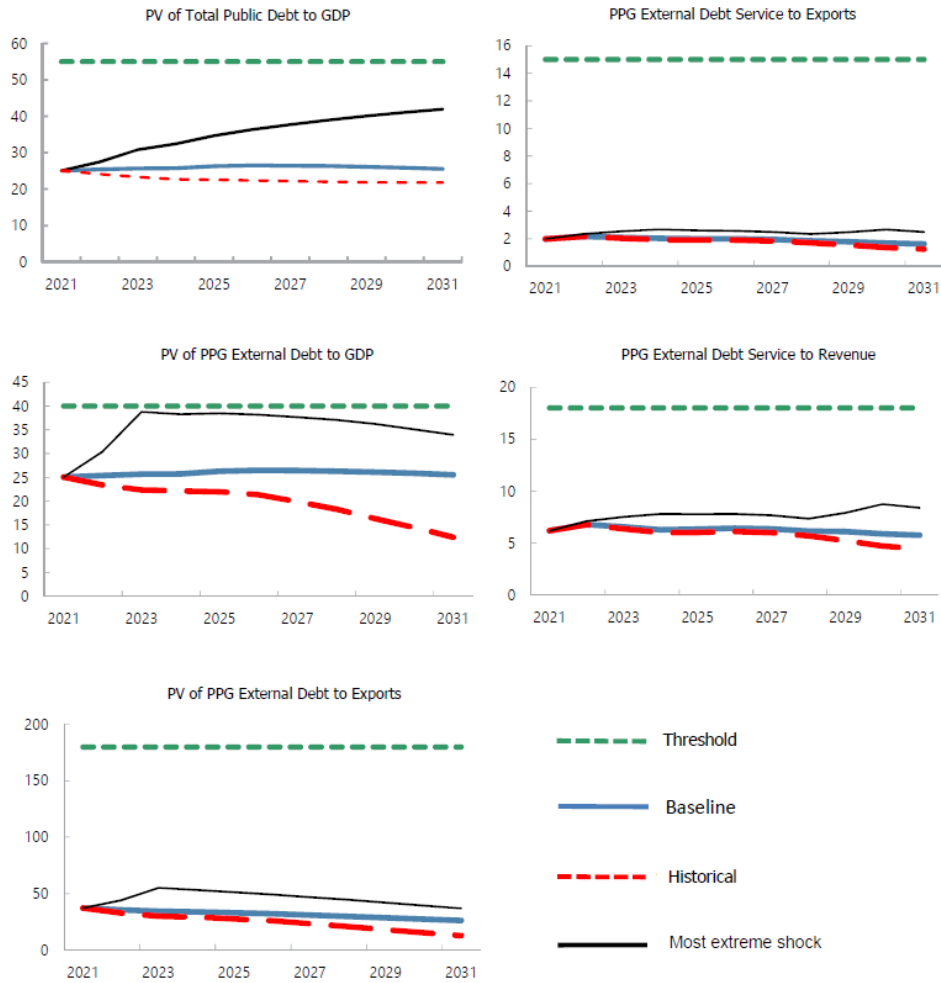 PV of Total Public Debt to GDP
60
50
40
30
20
10
0
2021 2023 2025 2027 2029 2031
PPG External Debt Service to Exports
16
14
12
10
8
6
4
2
0
2021 2023 2025 2027 2029 2031
PV of PPG External Debt to GDP
45
40
35
30
25
20
15
10
5
0
2021 2023 2025 2027 2029 2031
PPG External Debt Service to Revenue
20
15
10
5
0
2021 2023 2025 2027 2029 2031
PV of PPG External Debt to Exports
200
150
100
50
0
2021 2023 2025 2027 2029 2031
Threshold
Baseline
Historical
Most extreme shock